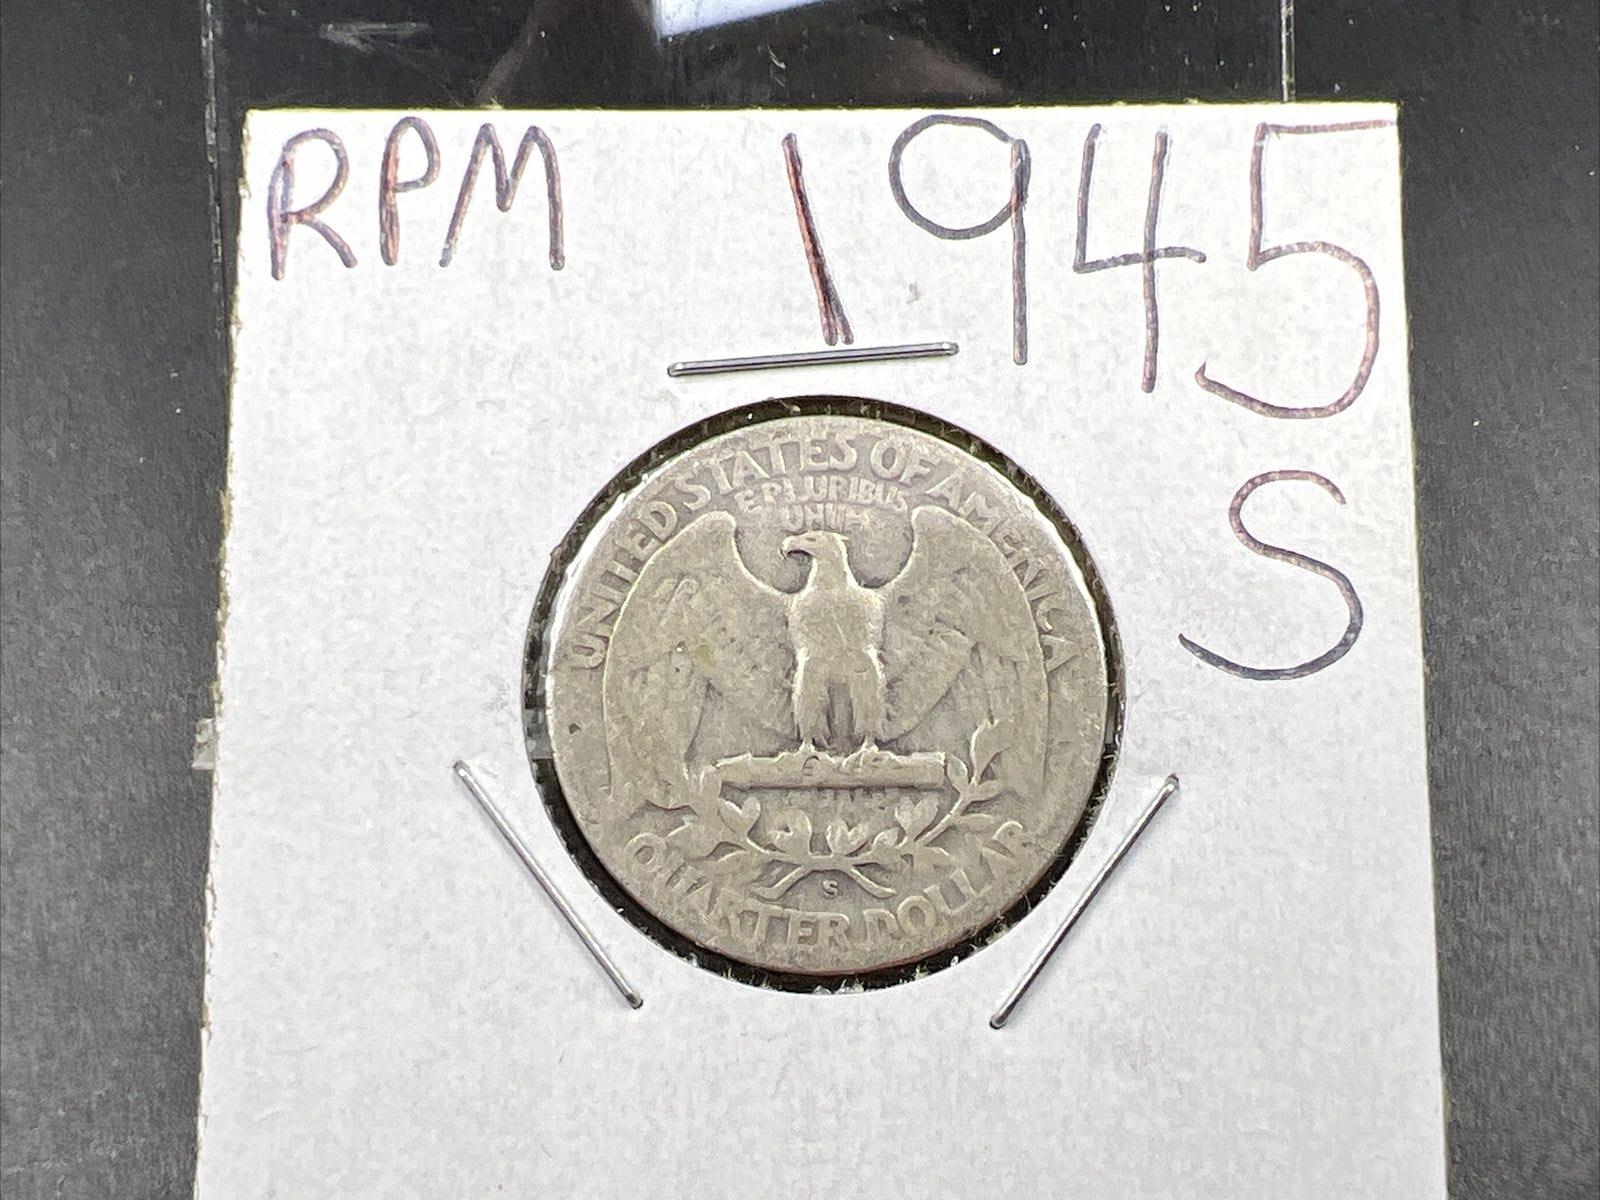 RPM 1945
S
UNITED STATES OF AMERICA
E PLURIBUS
UNUM
S
QUARTER DOLLAR